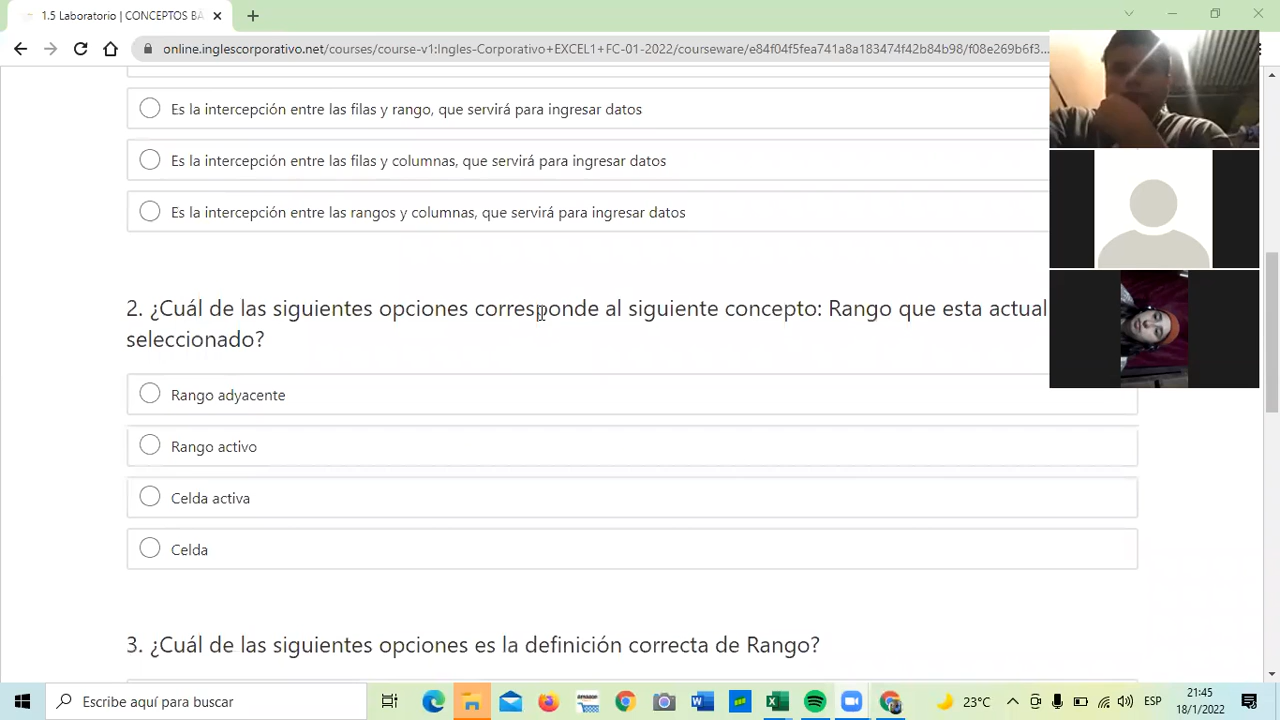 1.5 Laboratorio | CONCEPTOS BÁ
online.inglescorporativo.net/courses/course-v1:Ingles-Corporativo+EXCEL1+FC-01-2022/courseware/e84f04f5fea741a8a183474f42b84b98/f08e269b6f3...
Es la intercepción entre las filas y rango, que servirá para ingresar datos
Es la intercepción entre las filas y columnas, que servirá para ingresar datos
Es la intercepción entre las rangos y columnas, que servirá para ingresar datos
2. ¿Cuál de las siguientes opciones corresponde al siguiente concepto: Rango que esta actual
seleccionado?
Rango adyacente
Rango activo
Celda activa
Celda
3. ¿Cuál de las siguientes opciones es la definición correcta de Rango?
Escribe aquí para buscar
amazon
23°C
ESP
21:45
18/1/2022